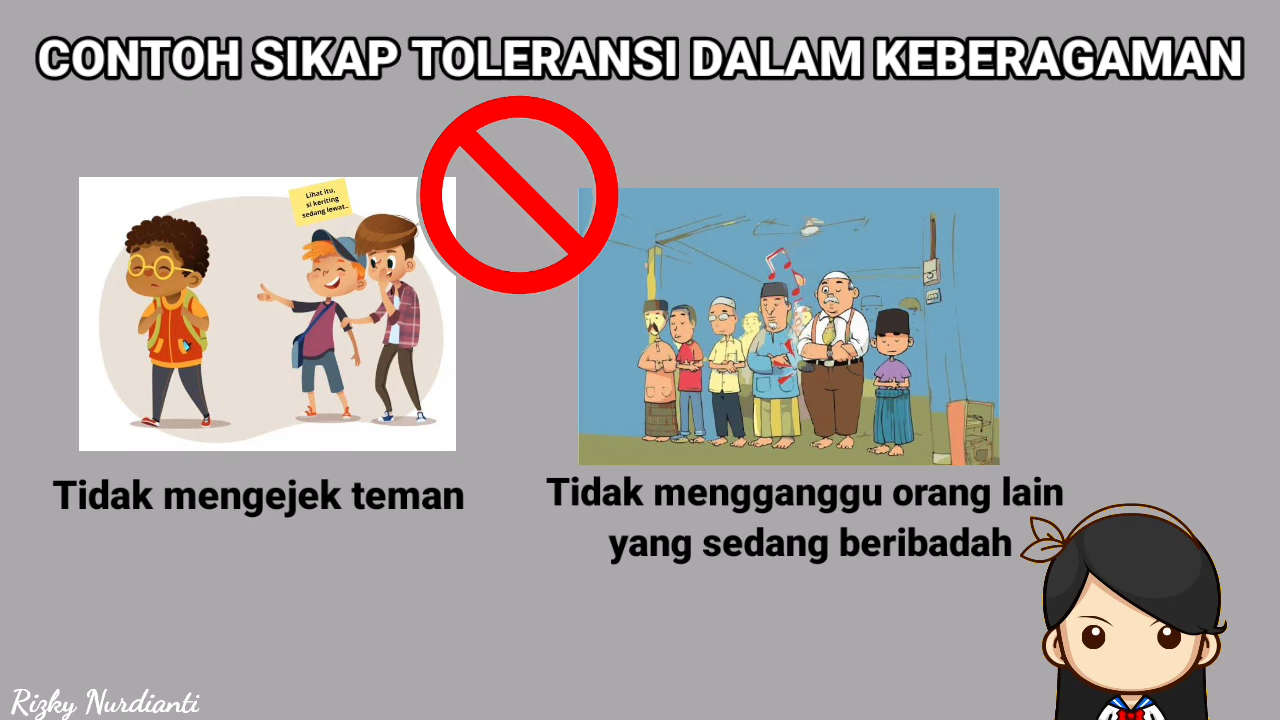 CONTOH SIKAP TOLERANSI DALAM KEBERAGAMAN
Lihat itu,
si keriting
sedang lewat..
Tidak mengejek teman
Tidak mengganggu orang lain
yang sedang beribadah
Rizky Nurdianti